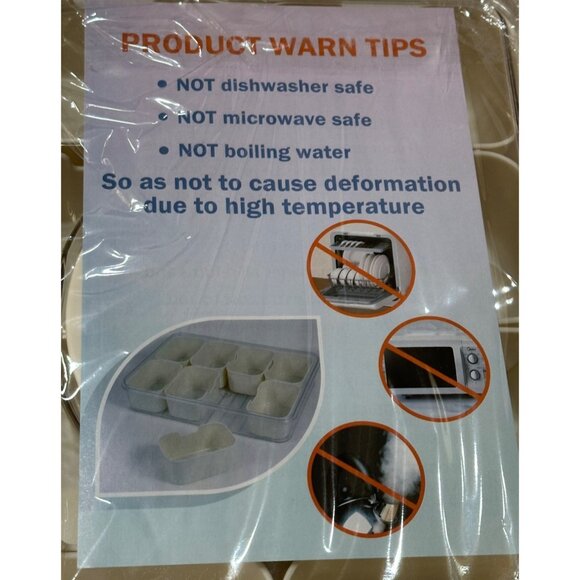 PRODUCT WARN TIPS
• NOT dishwasher safe
• NOT microwave safe
• NOT boiling water
So as not to cause deformation
due to high temperature